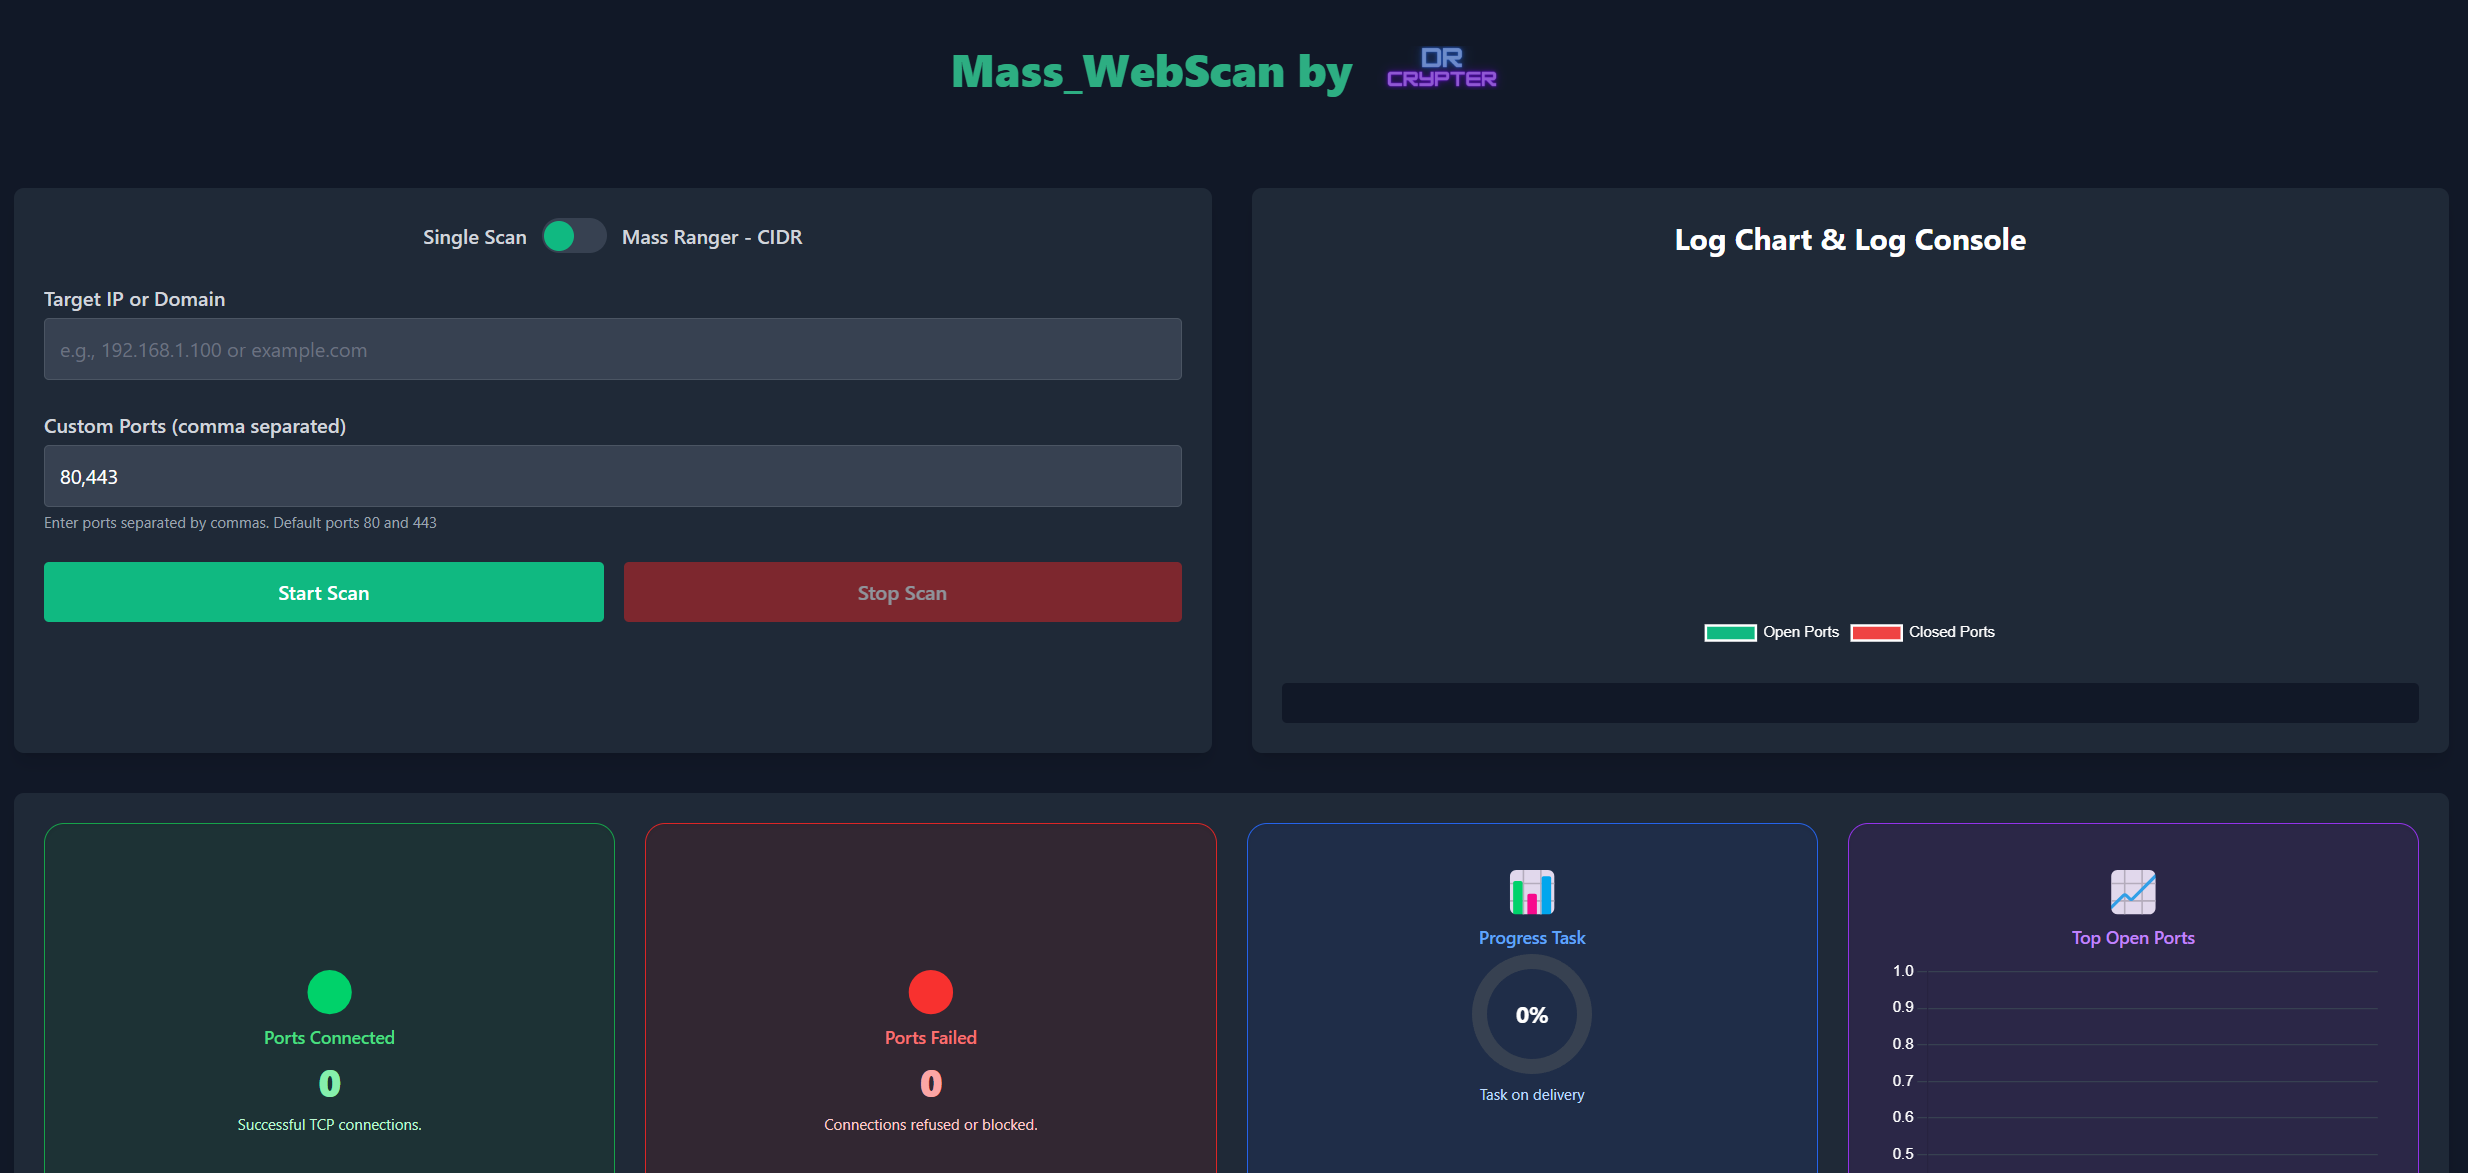 Mass_WebScan by
DR
CRYPTER
Single Scan
Mass Ranger - CIDR
Target IP or Domain
e.g., 192.168.1.100 or example.com
Custom Ports (comma separated)
80,443
Enter ports separated by commas. Default ports 80 and 443
Start Scan
Stop Scan
Log Chart & Log Console
Open Ports
Closed Ports
Ports Connected
0
Successful TCP connections.
Ports Failed
0
Connections refused or blocked.
Progress Task
0%
Task on delivery
Top Open Ports
1.0
0.9
0.8
0.7
0.6
0.5